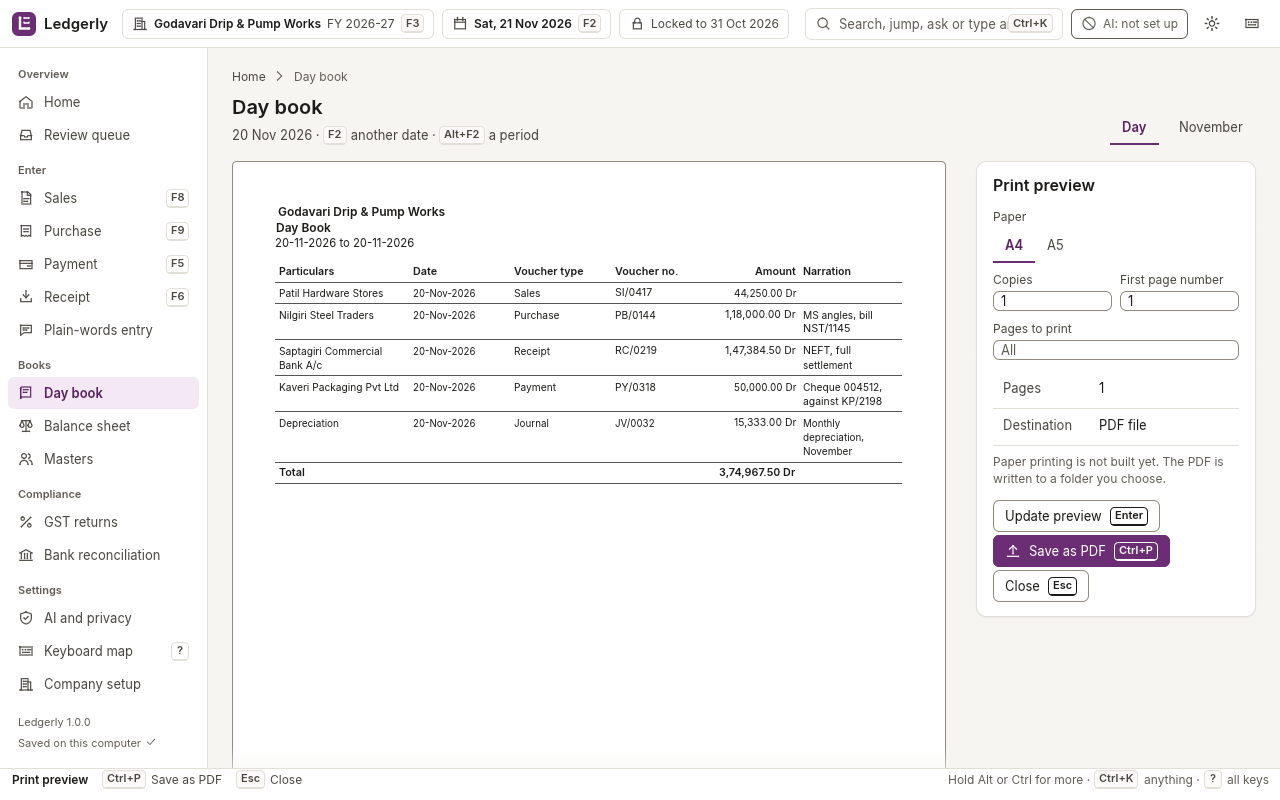 Ledgerly
Godavari Drip & Pump Works FY 2026-27 F3
Sat, 21 Nov 2026 F2
Locked to 31 Oct 2026
Search, jump, ask or type a Ctrl+K
AI: not set up
Overview
Home
Review queue
Enter
Sales F8
Purchase F9
Payment F5
Receipt F6
Plain-words entry
Books
Day book
Balance sheet
Masters
Compliance
GST returns
Bank reconciliation
Settings
AI and privacy
Keyboard map ?
Company setup
Ledgerly 1.0.0
Saved on this computer
Home > Day book
Day book
20 Nov 2026 · F2 another date · Alt+F2 a period
Day November
Godavari Drip & Pump Works
Day Book
20-11-2026 to 20-11-2026
Particulars Date Voucher type Voucher no. Amount Narration
Patil Hardware Stores 20-Nov-2026 Sales SI/0417 44,250.00 Dr
Nilgiri Steel Traders 20-Nov-2026 Purchase PB/0144 1,18,000.00 Dr MS angles, bill
NST/1145
Saptagiri Commercial 20-Nov-2026 Receipt RC/0219 1,47,384.50 Dr NEFT, full
Bank A/c settlement
Kaveri Packaging Pvt Ltd 20-Nov-2026 Payment PY/0318 50,000.00 Dr Cheque 004512,
against KP/2198
Depreciation 20-Nov-2026 Journal JV/0032 15,333.00 Dr Monthly
depreciation,
November
Total 3,74,967.50 Dr
Print preview
Paper
A4 A5
Copies First page number
1 1
Pages to print
All
Pages 1
Destination PDF file
Paper printing is not built yet. The PDF is
written to a folder you choose.
Update preview Enter
Save as PDF Ctrl+P
Close Esc
Print preview Ctrl+P Save as PDF Esc Close
Hold Alt or Ctrl for more · Ctrl+K anything · ? all keys